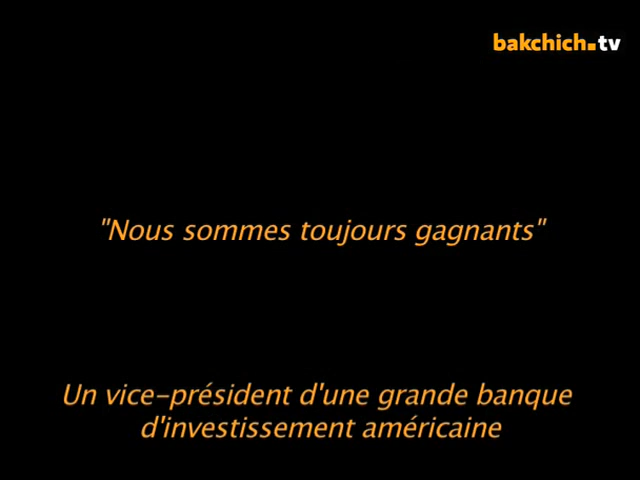 bakchich.tv
"Nous sommes toujours gagnants"
Un vice-président d'une grande banque
d'investissement américaine